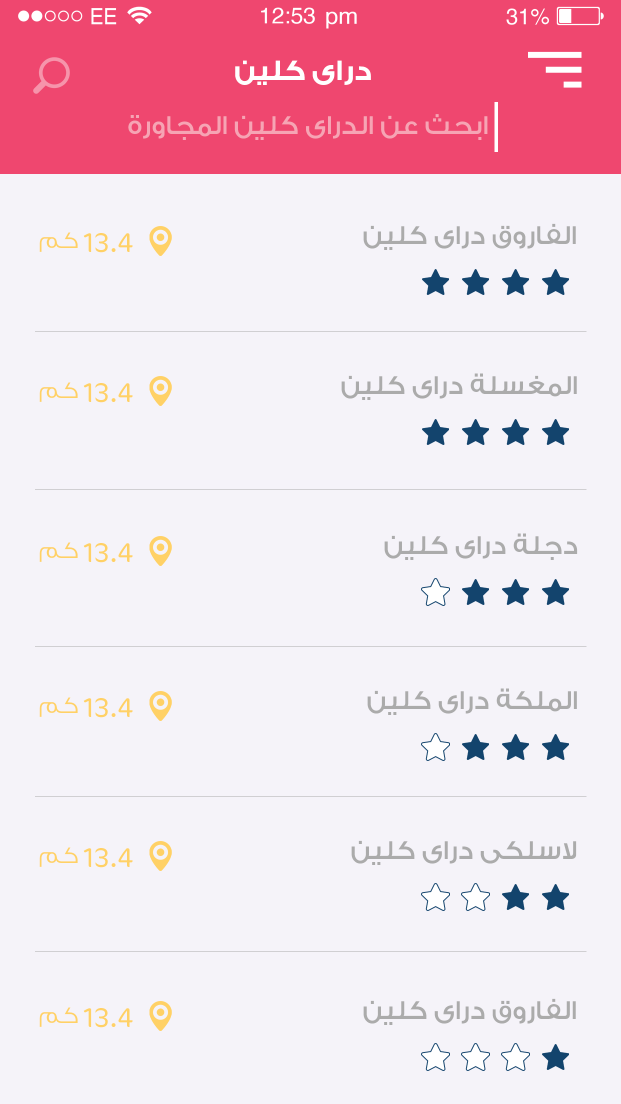 EE 12:53 pm 31%
دراى كلين
ابحث عن الدراى كلين المجاورة
الفاروق دراى كلين
13.4 كم
المغسلة دراى كلين
13.4 كم
دجلة دراى كلين
13.4 كم
الملكة دراى كلين
13.4 كم
لاسلكى دراى كلين
13.4 كم
الفاروق دراى كلين
13.4 كم